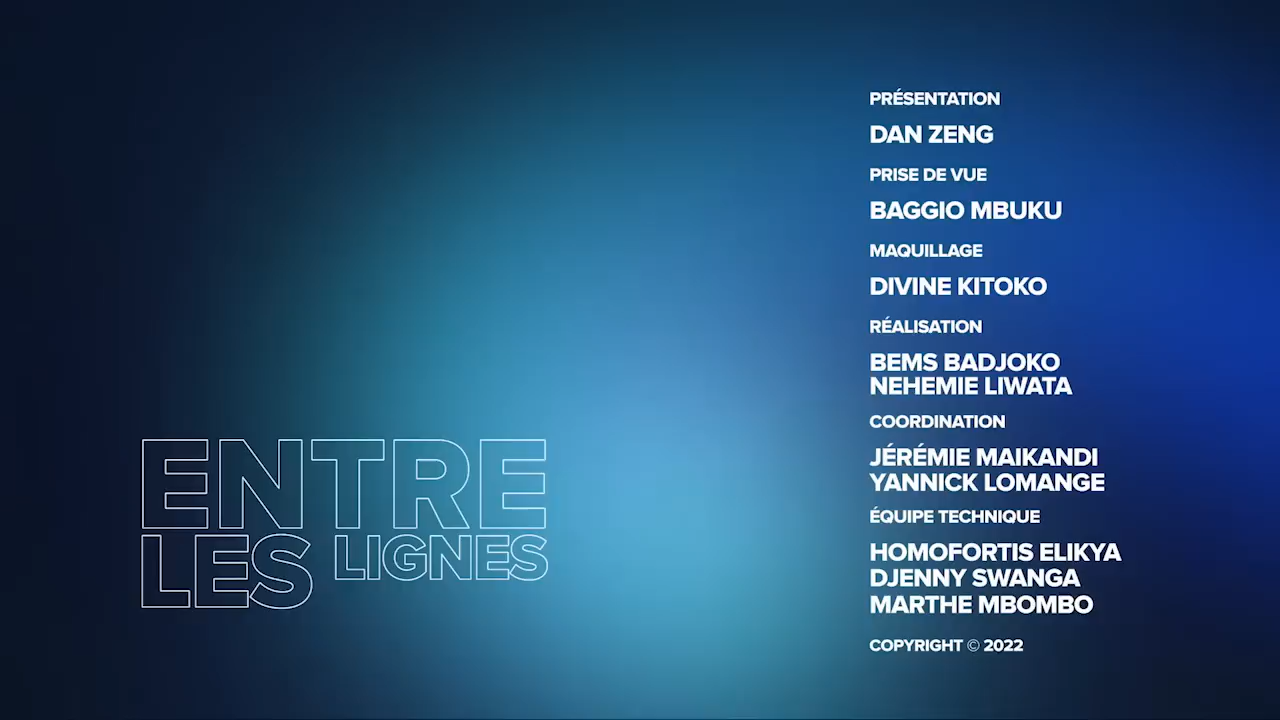 PRÉSENTATION
DAN ZENG
PRISE DE VUE
BAGGIO MBUKU
MAQUILLAGE
DIVINE KITOKO
RÉALISATION
BEMS BADJOKO
NEHEMIE LIWATA
COORDINATION
JÉRÉMIE MAIKANDI
YANNICK LOMANGE
ÉQUIPE TECHNIQUE
HOMOFORTIS ELIKYA
DJENNY SWANGA
MARTHE MBOMBO
COPYRIGHT © 2022
ENTRE
LES LIGNES